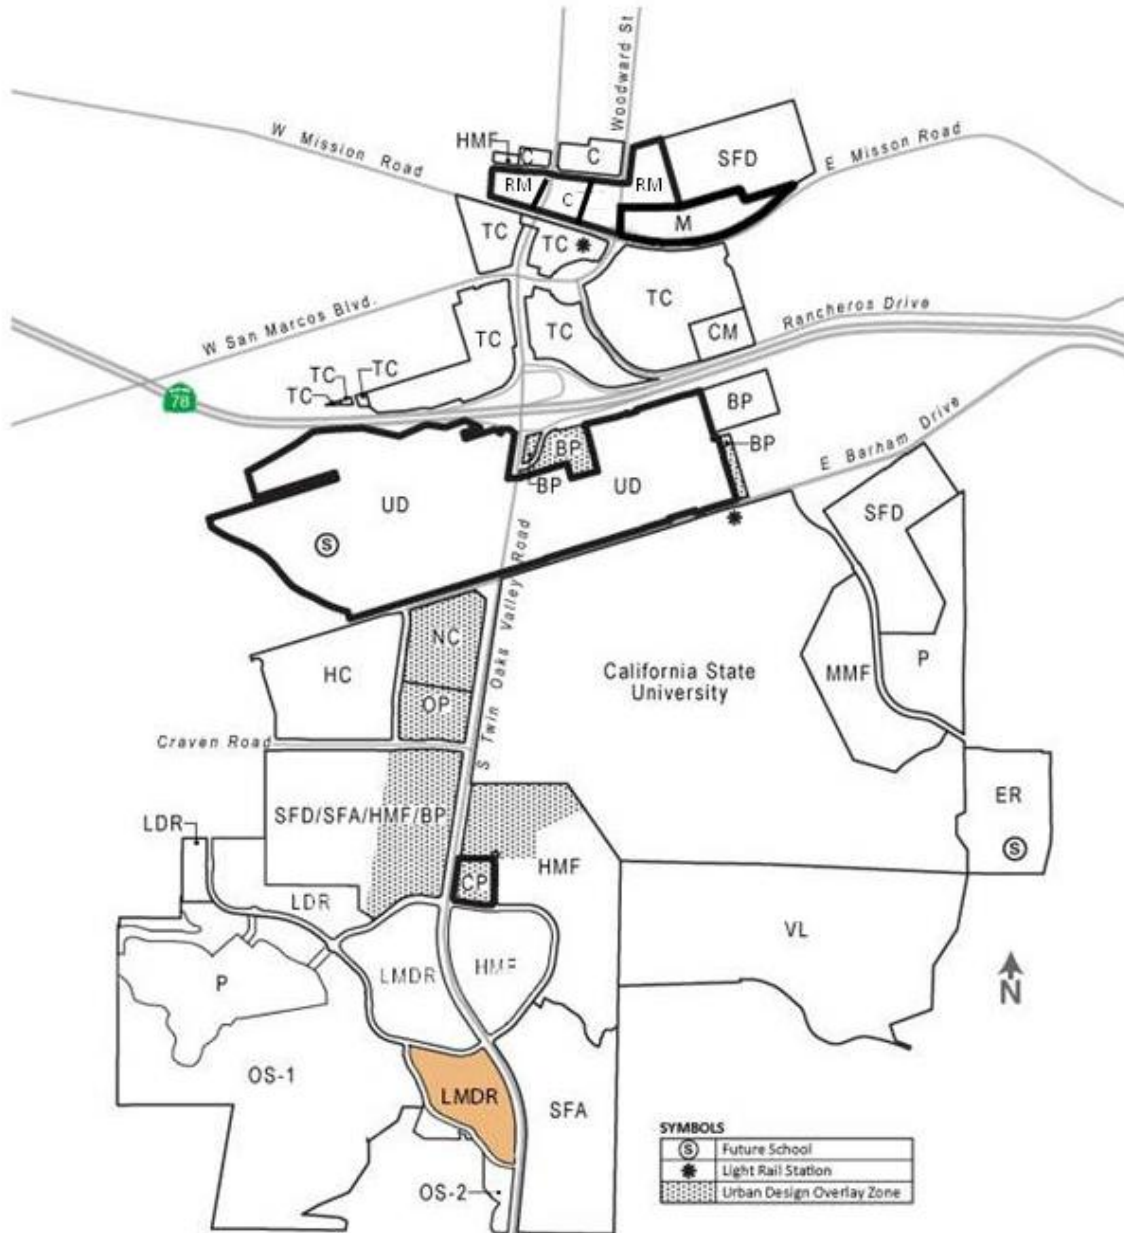 Woodward St
W Mission Road
HMF
C
C
SFD
E Misson Road
RM
C
RM
M
TC
TC
TC
W San Marcos Blvd.
TC
TC
CM
Rancheros Drive
TC
TC
78
BP
BP
BP
BP
E Barham Drive
UD
UD
S
SFD
S Twin Oaks Valley Road
NC
HC
OP
California State
University
MMF
P
Craven Road
SFD/SFA/HMF/BP
LDR
ER
S
HMF
CP
LDR
VL
P
LMDR
HMF
N
OS-1
LMDR
SFA
OS-2
SYMBOLS
S Future School
Light Rail Station
Urban Design Overlay Zone